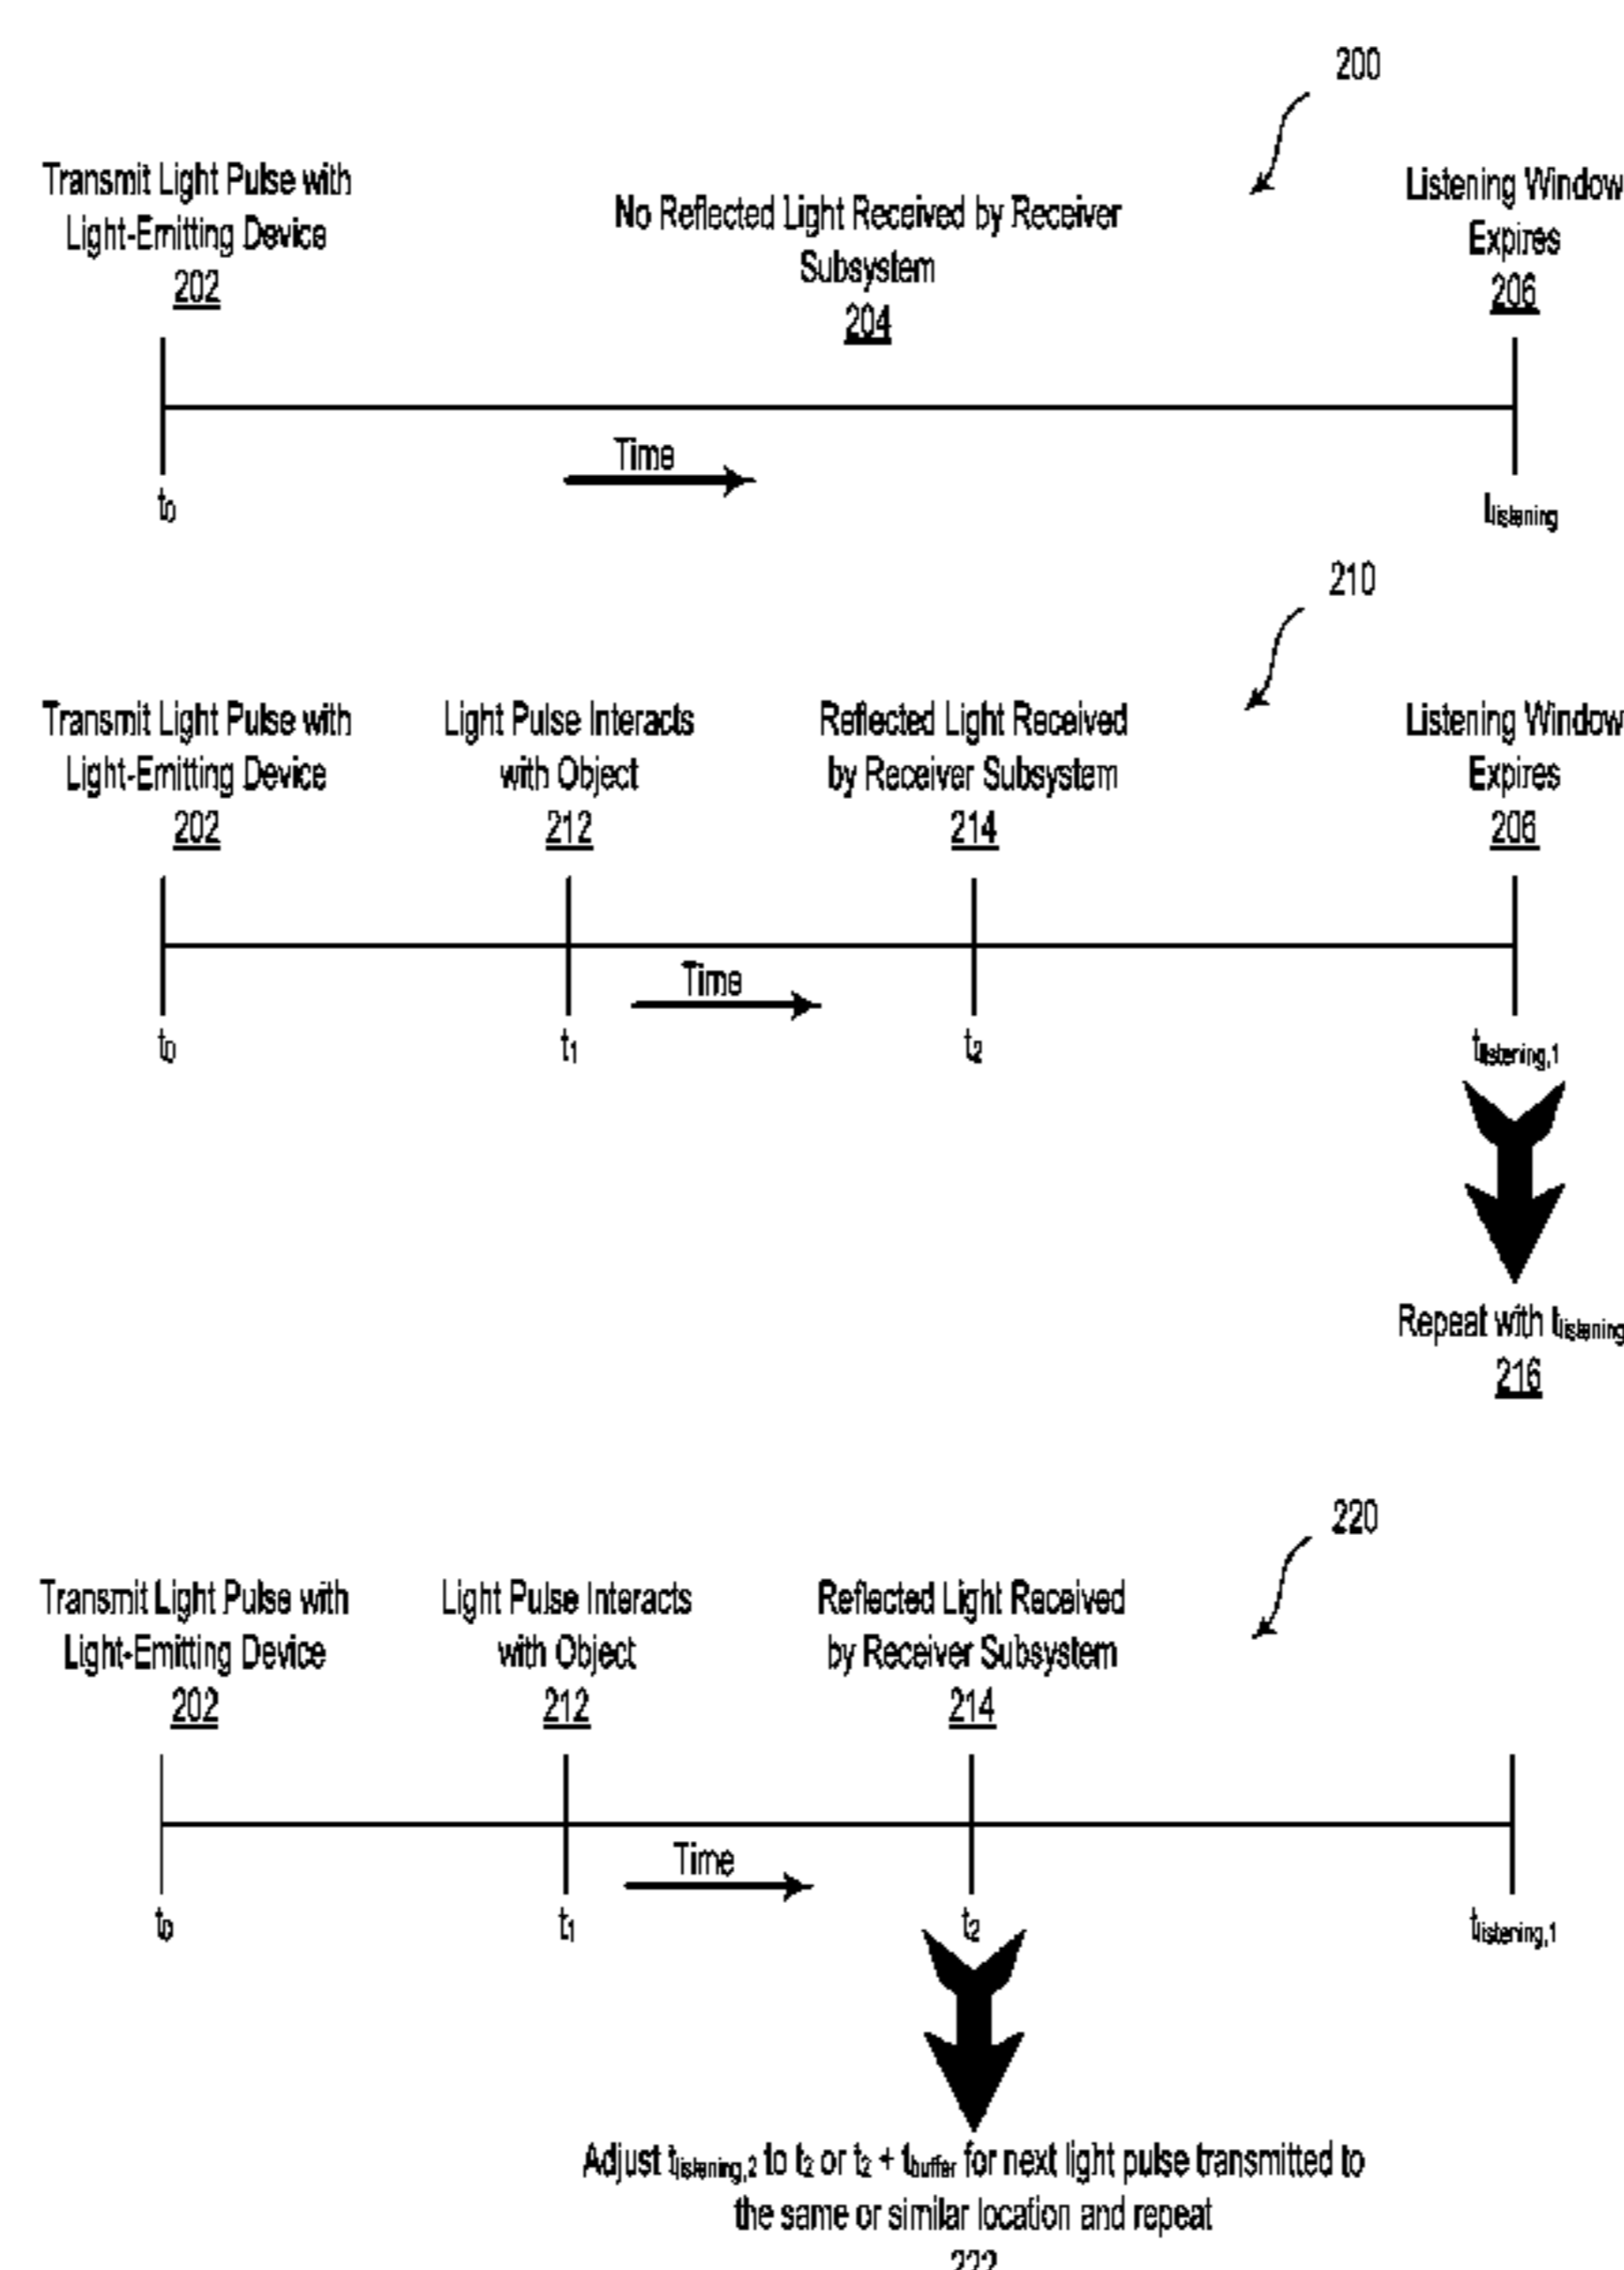 200
Transmit Light Pulse with
Light-Emitting Device
202
No Reflected Light Received by Receiver
Subsystem
204
Listening Window
Expires
206
Time
t0
tlistening
210
Transmit Light Pulse with
Light-Emitting Device
202
Light Pulse Interacts
with Object
212
Reflected Light Received
by Receiver Subsystem
214
Listening Window
Expires
206
Time
t0
t1
t2
tlistening,1
Repeat with tlistening
216
220
Transmit Light Pulse with
Light-Emitting Device
202
Light Pulse Interacts
with Object
212
Reflected Light Received
by Receiver Subsystem
214
Time
t0
t1
t2
tlistening,1
Adjust tlistening,2 to t2 or t2 + tbuffer for next light pulse transmitted to
the same or similar location and repeat
222